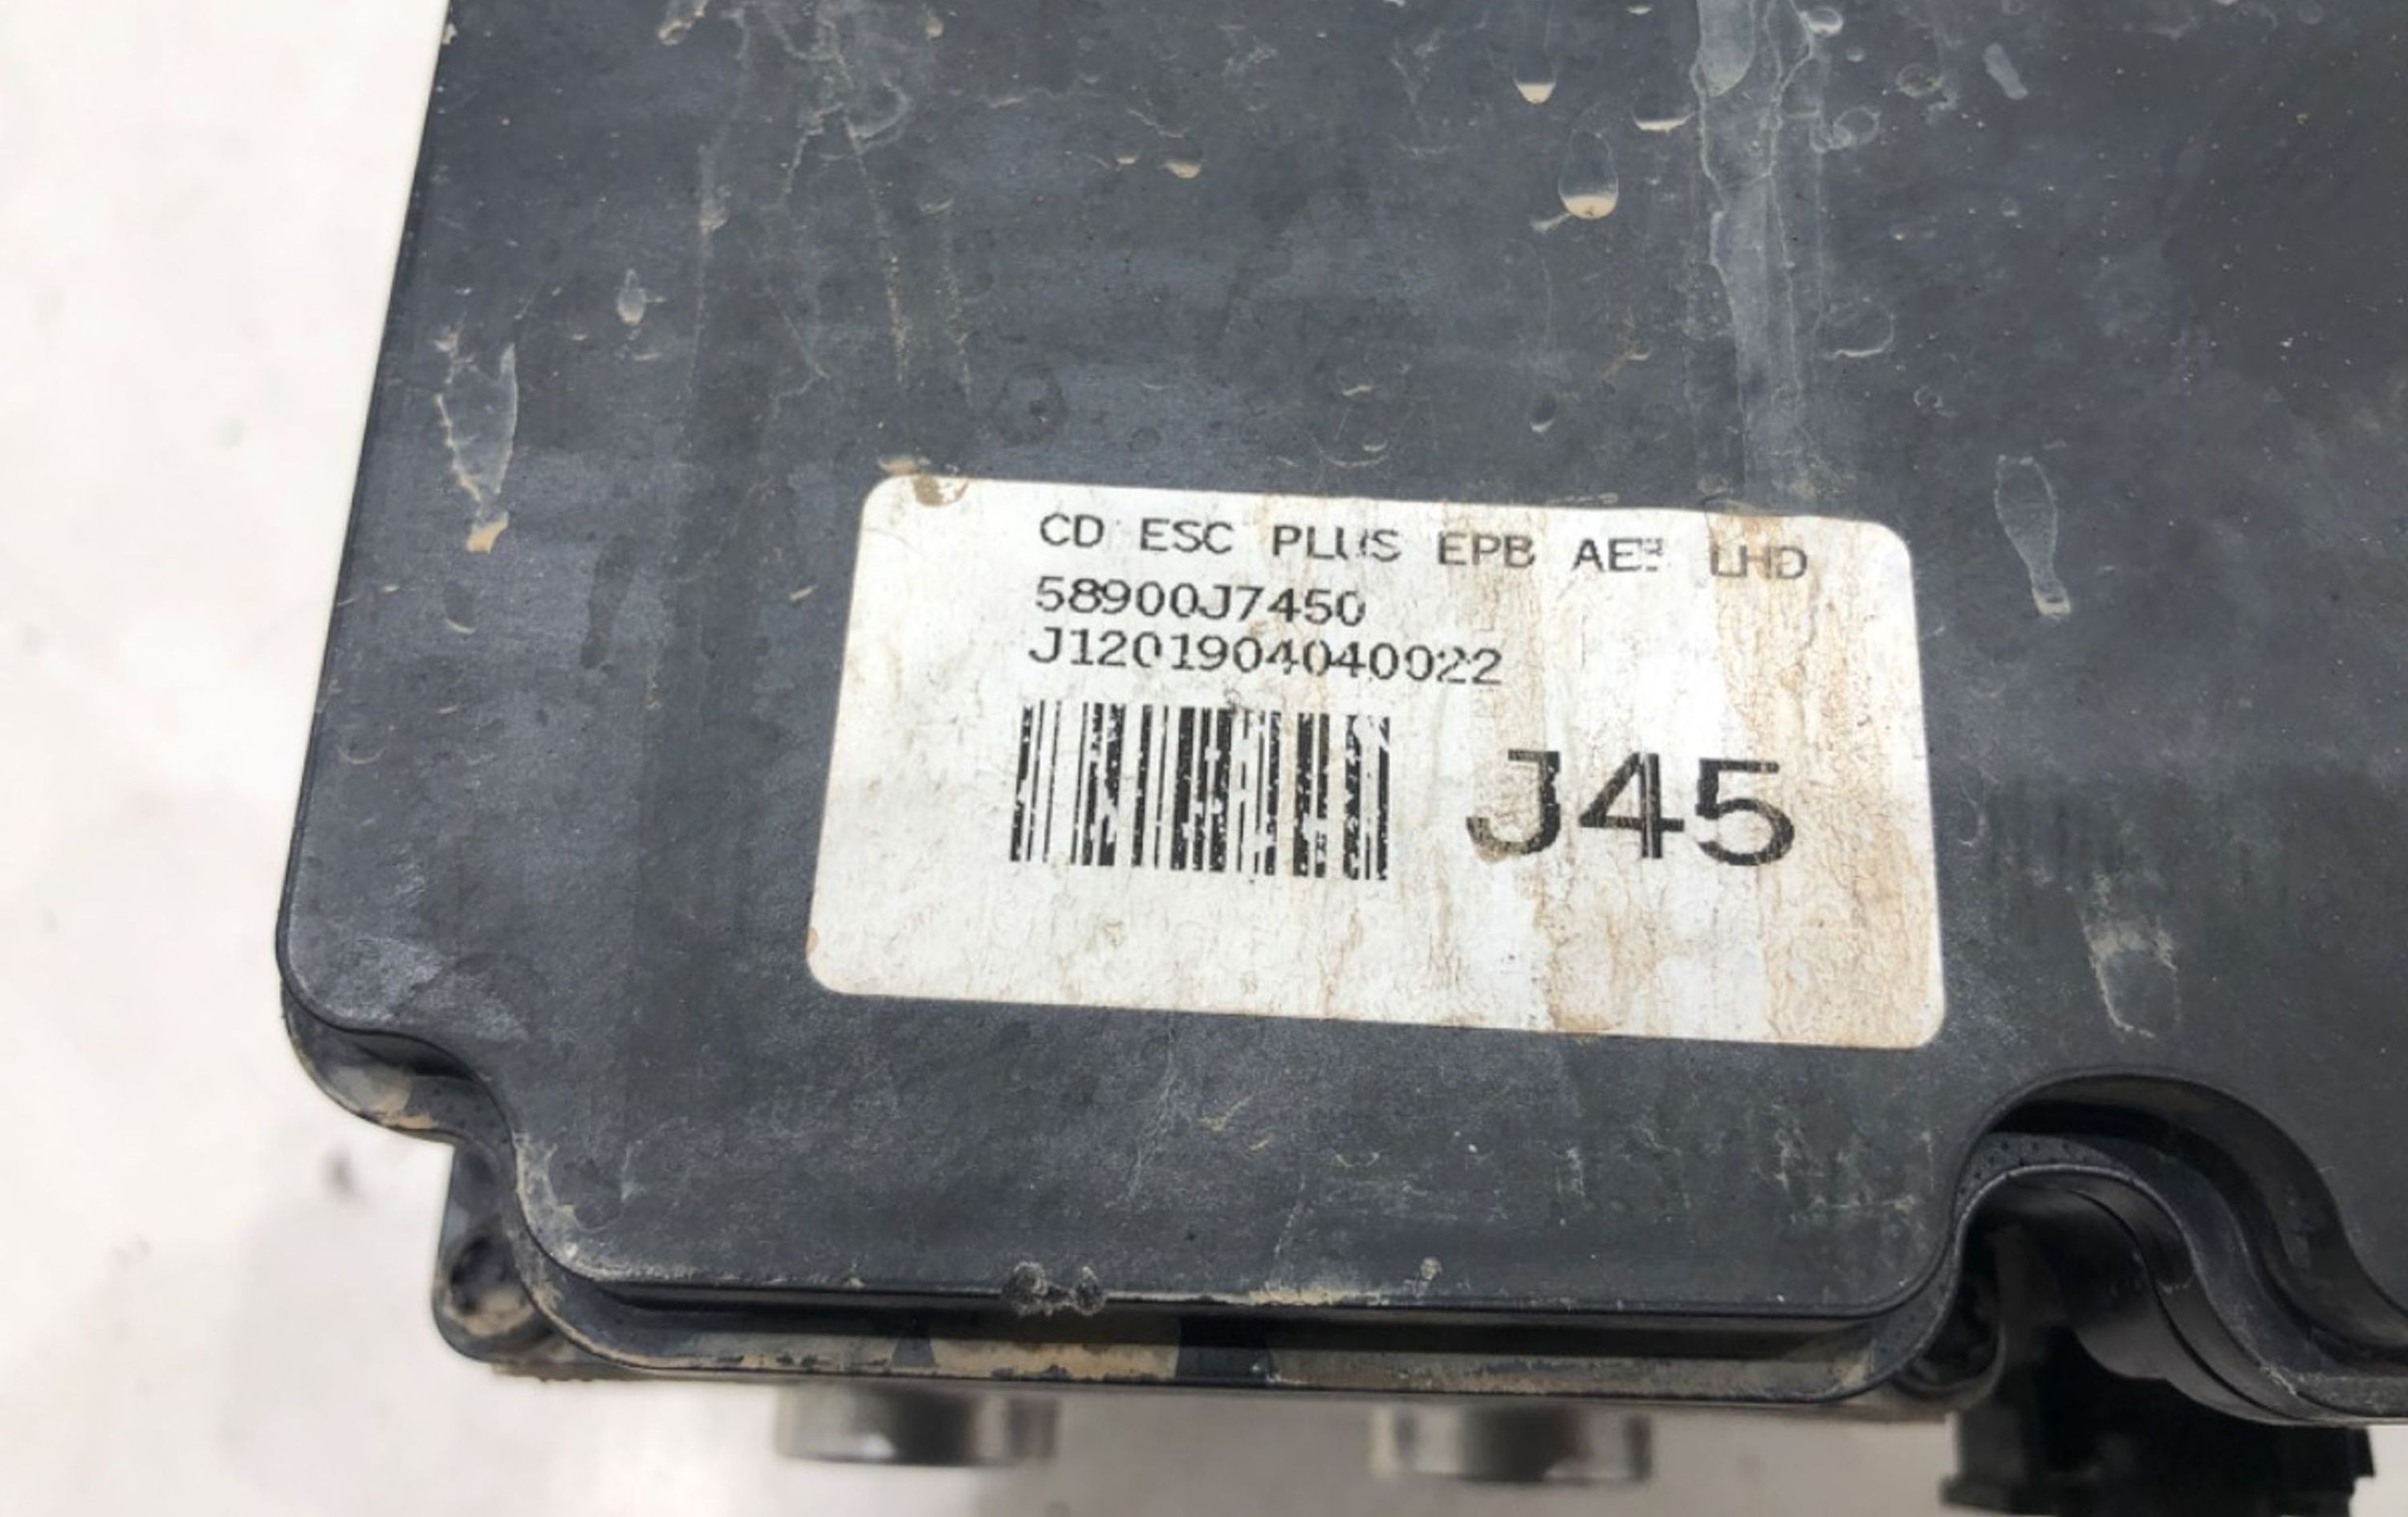 CD ESC PLUS EPB AEB LHD
58900J7450
J1201904040022
J45